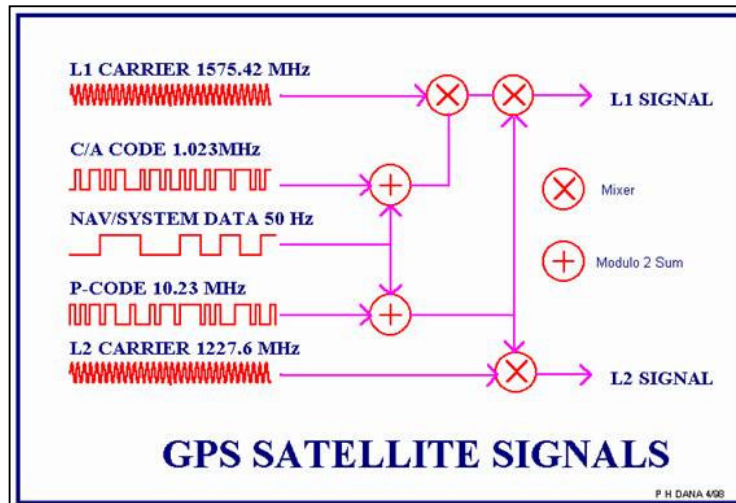 L1 CARRIER 1575.42 MHz
L1 SIGNAL
C/A CODE 1.023MHz
Mixer
NAV/SYSTEM DATA 50 Hz
Modulo 2 Sum
P-CODE 10.23 MHz
L2 CARRIER 1227.6 MHz
L2 SIGNAL
GPS SATELLITE SIGNALS
P H DANA 4/98